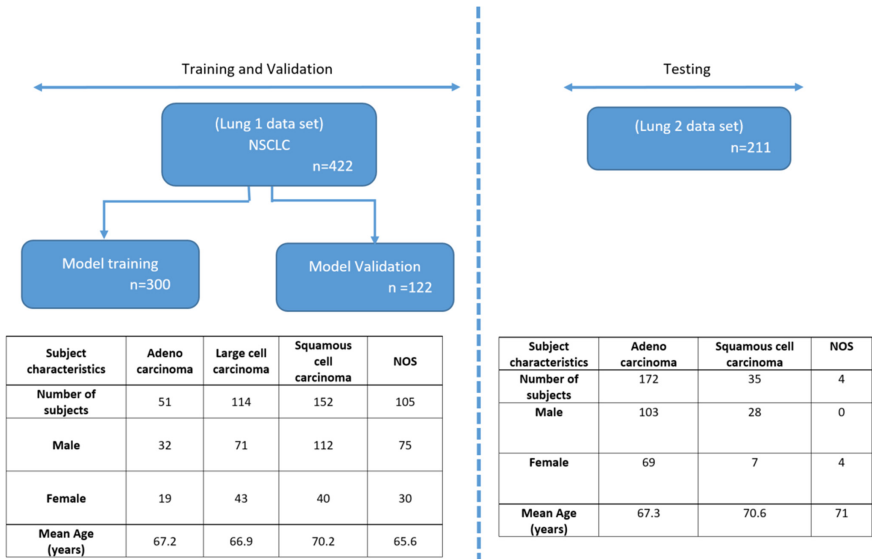 Training and Validation
(Lung 1 data set)
NSCLC
n=422
Model training
n=300
Model Validation
n =122
Subject characteristics Adeno carcinoma Large cell carcinoma Squamous cell carcinoma NOS
Number of subjects 51 114 152 105
Male 32 71 112 75
Female 19 43 40 30
Mean Age (years) 67.2 66.9 70.2 65.6
Testing
(Lung 2 data set)
n=211
Subject characteristics Adeno carcinoma Squamous cell carcinoma NOS
Number of subjects 172 35 4
Male 103 28 0
Female 69 7 4
Mean Age (years) 67.3 70.6 71